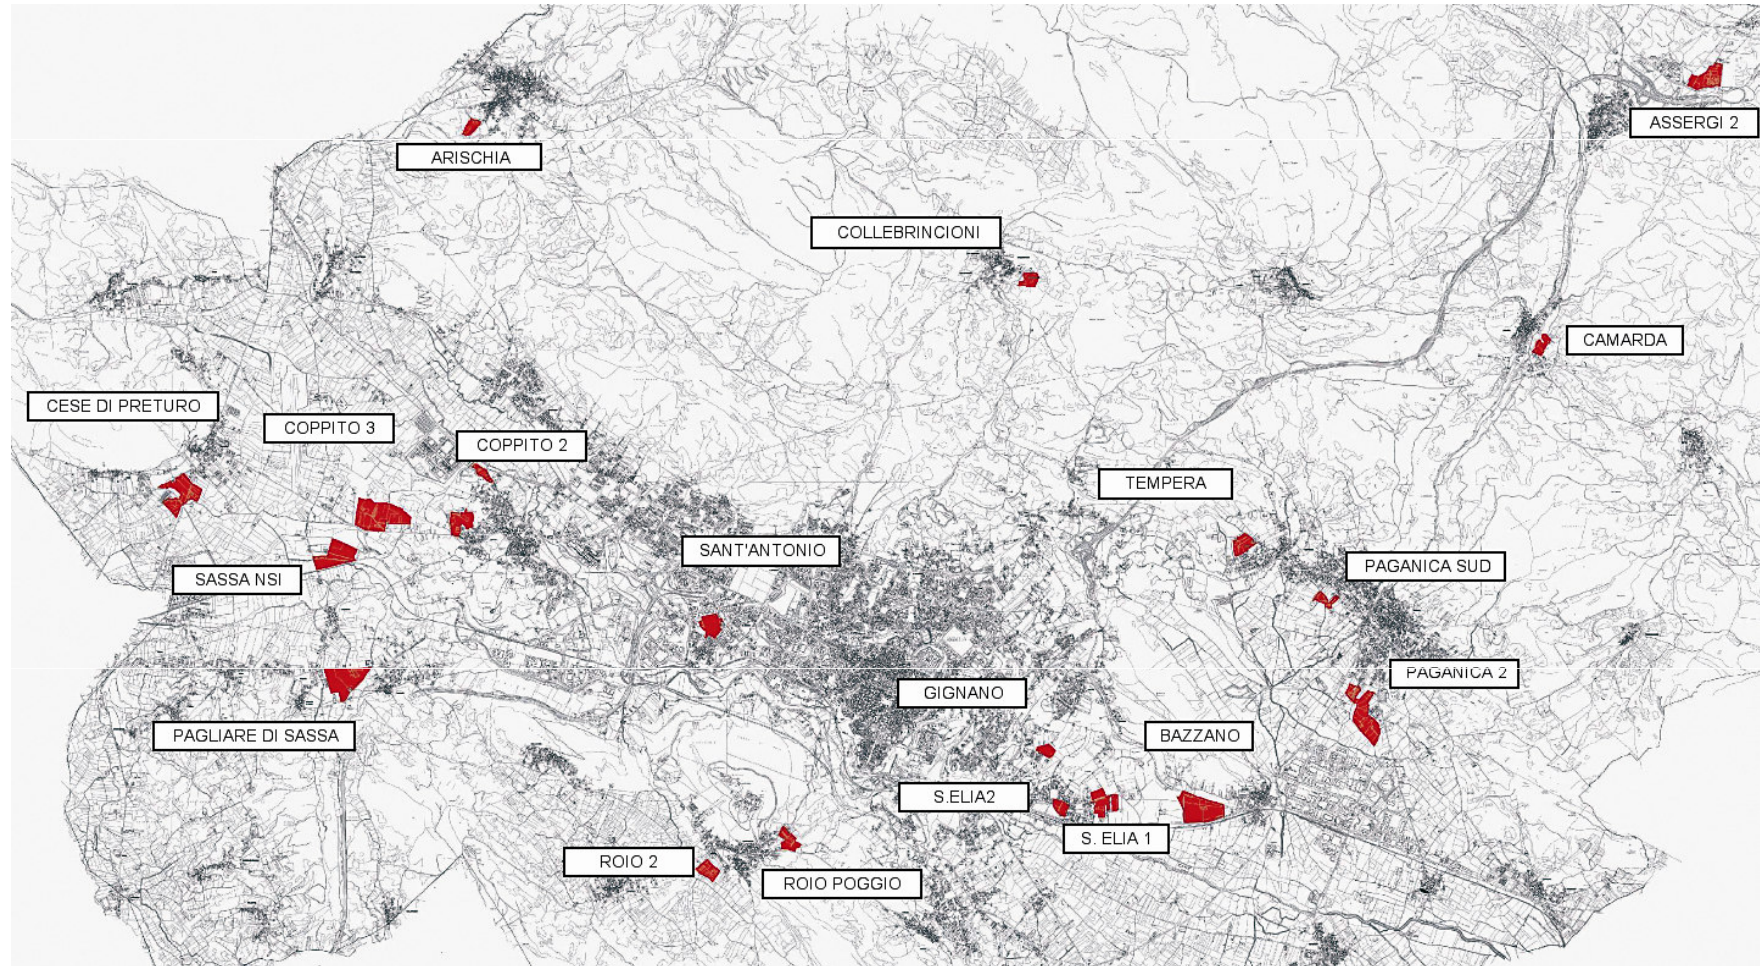 ASSERGI 2
ARISCHIA
COLLEBRINCIONI
CAMARDA
CESE DI PRETURO
COPPITO 3
COPPITO 2
TEMPERA
SANT'ANTONIO
PAGANICA SUD
SASSA NSI
PAGANICA 2
GIGNANO
PAGLIARE DI SASSA
BAZZANO
S.ELIA2
S. ELIA 1
ROIO 2
ROIO POGGIO